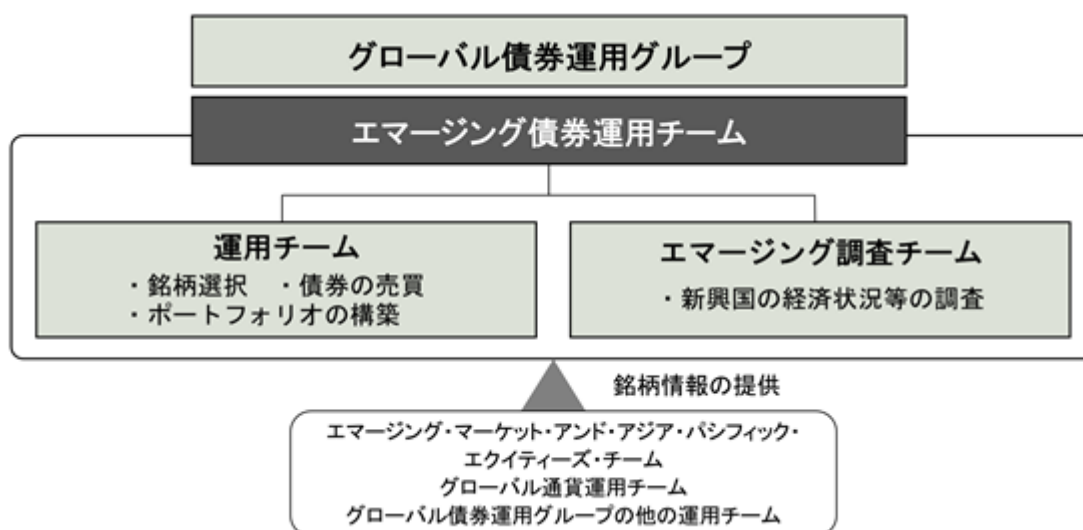 グローバル債券運用グループ
エマージング債券運用チーム
運用チーム
・銘柄選択　・債券の売買
・ポートフォリオの構築
エマージング調査チーム
・新興国の経済状況等の調査
銘柄情報の提供
エマージング・マーケット・アンド・アジア・パシフィック・
エクイティーズ・チーム
グローバル通貨運用チーム
グローバル債券運用グループの他の運用チーム